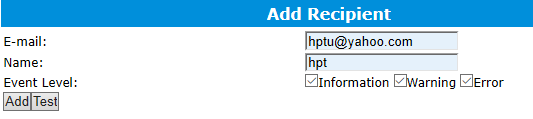 Add Recipient
E-mail: hptu@yahoo.com
Name: hpt
Event Level: Information Warning Error
Add Test